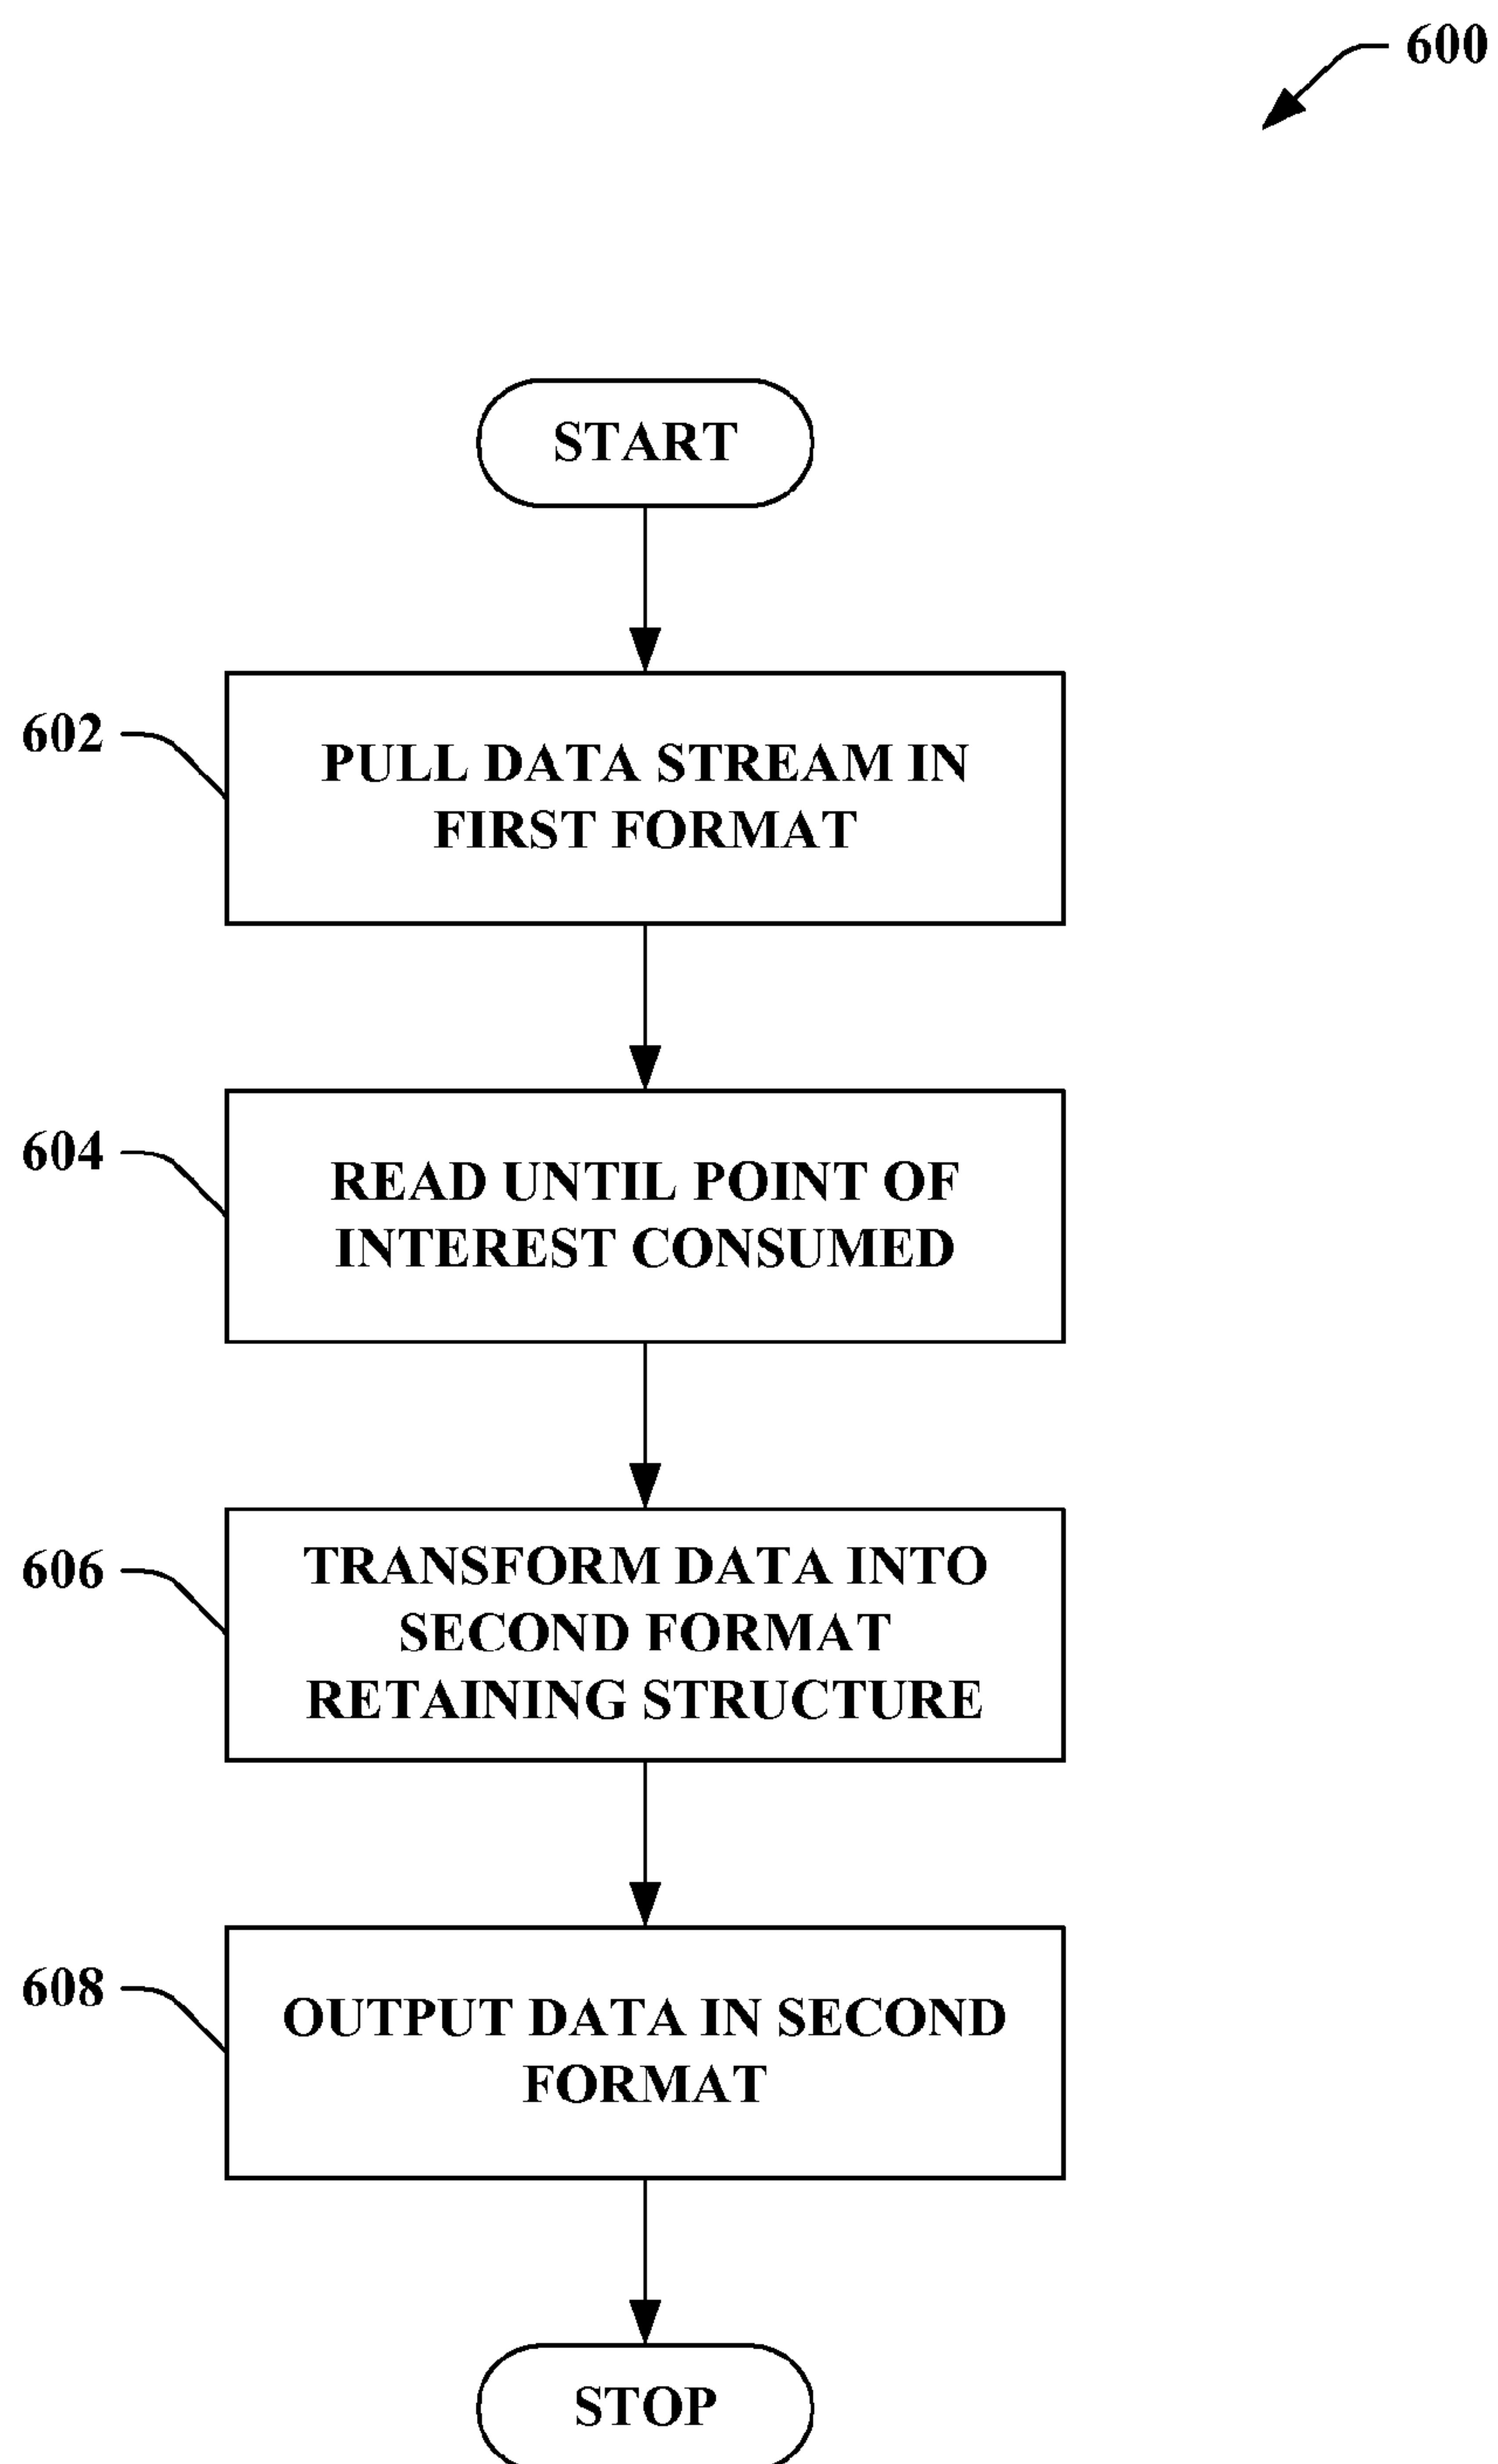 600
START
602
PULL DATA STREAM IN
FIRST FORMAT
604
READ UNTIL POINT OF
INTEREST CONSUMED
606
TRANSFORM DATA INTO
SECOND FORMAT
RETAINING STRUCTURE
608
OUTPUT DATA IN SECOND
FORMAT
STOP